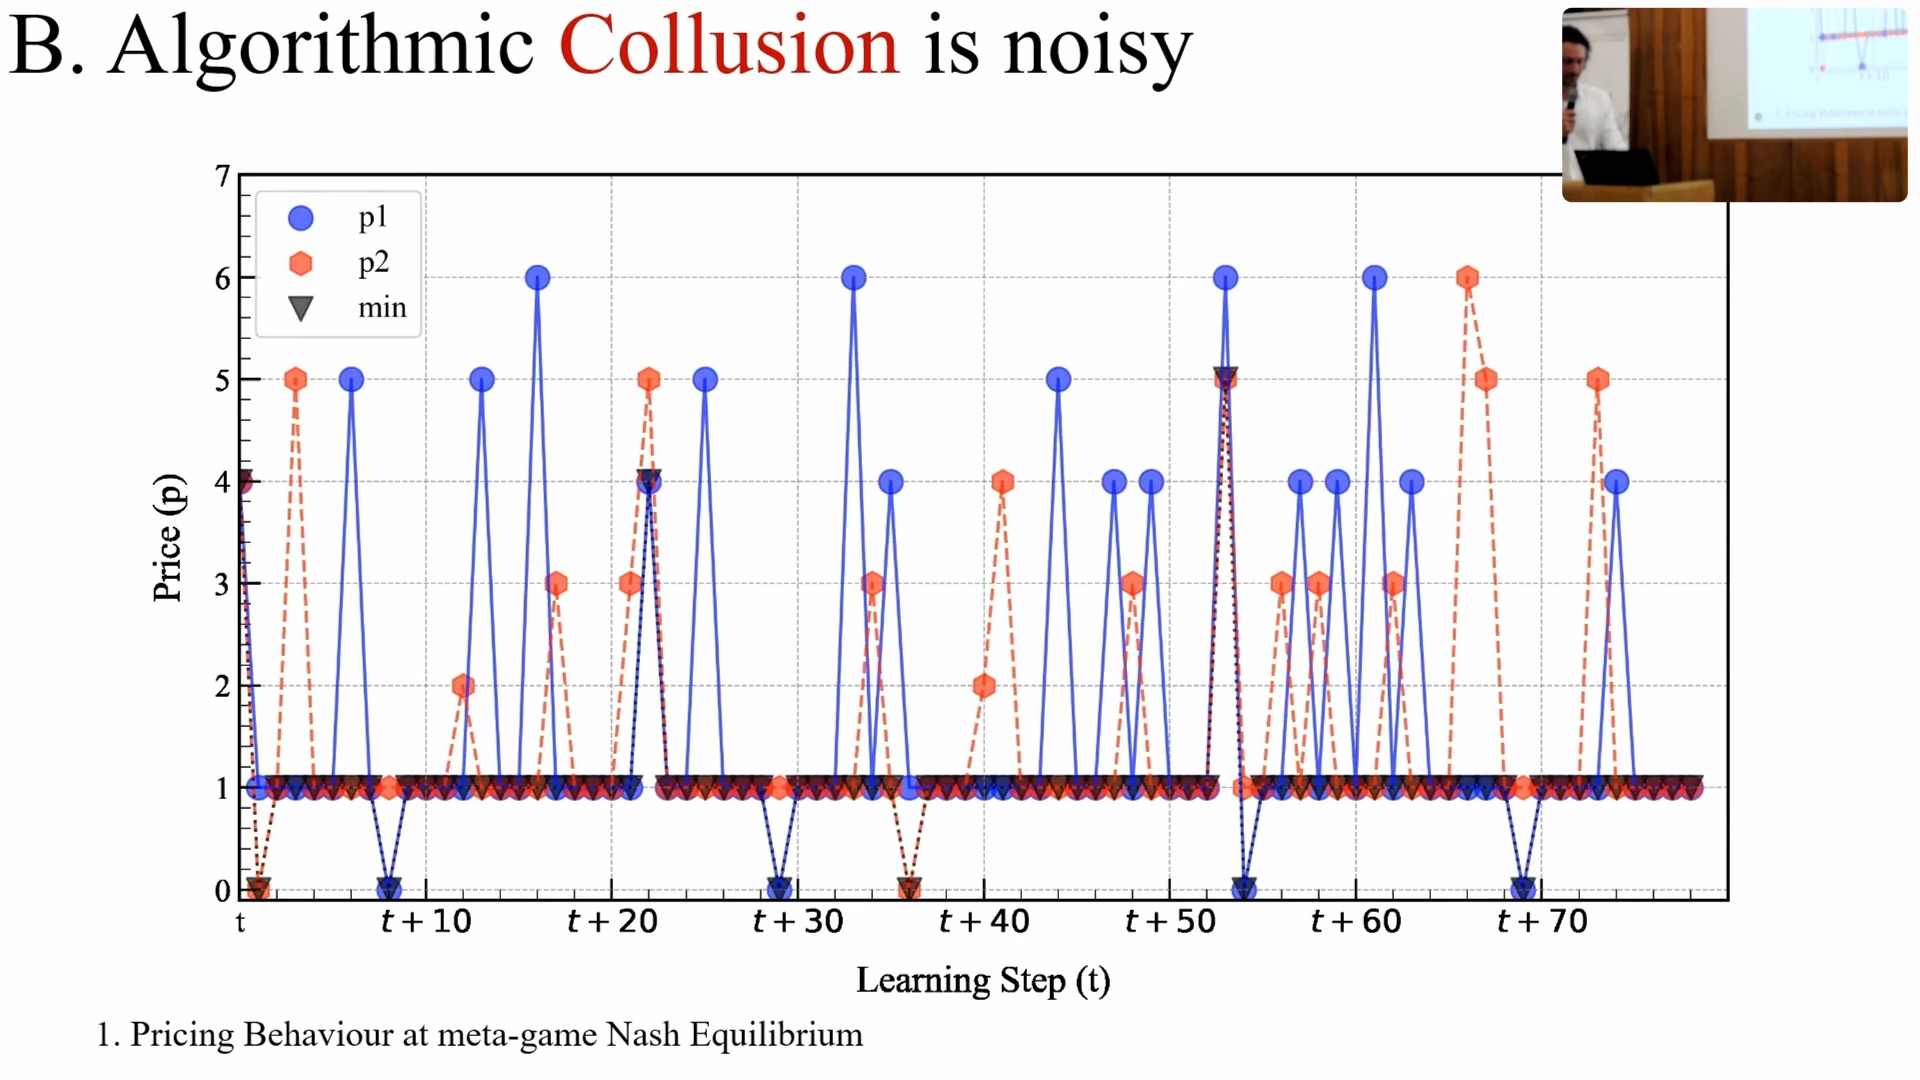 B. Algorithmic Collusion is noisy
7
p1
p2
min
6
5
4
3
2
1
0
Price (p)
t
t + 10
t + 20
t + 30
t + 40
t + 50
t + 60
t + 70
Learning Step (t)
1. Pricing Behaviour at meta-game Nash Equilibrium